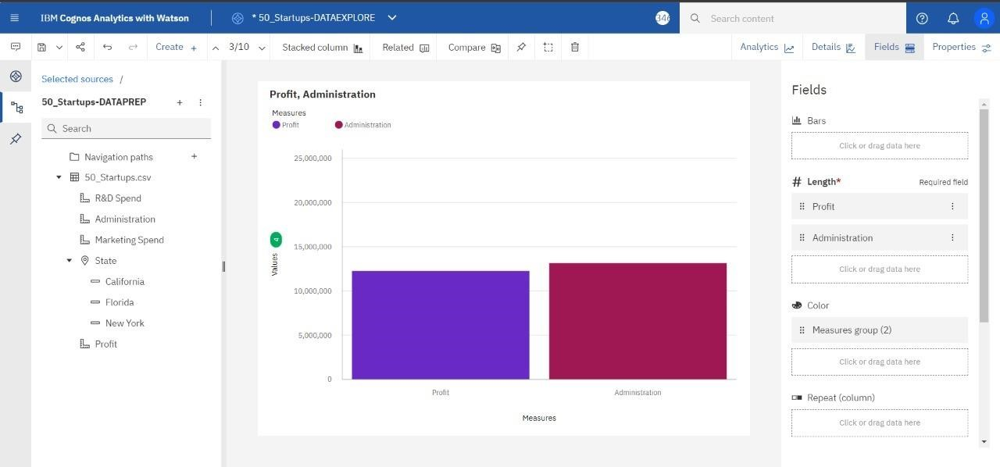 IBM Cognos Analytics with Watson
* 50_Startups-DATAEXPLORE
346
Search content
Create +
3/10
Stacked column
Related
Compare
Analytics
Details
Fields
Properties
Selected sources /
50_Startups-DATAPREP
Search
Navigation paths
50_Startups.csv
R&D Spend
Administration
Marketing Spend
State
California
Florida
New York
Profit
Profit, Administration
Measures
Profit
Administration
25,000,000
20,000,000
15,000,000
10,000,000
5,000,000
0
Values
4
Profit
Administration
Measures
Fields
Bars
Click or drag data here
# Length* Required field
Profit
Administration
Click or drag data here
Color
Measures group (2)
Click or drag data here
Repeat (column)
Click or drag data here